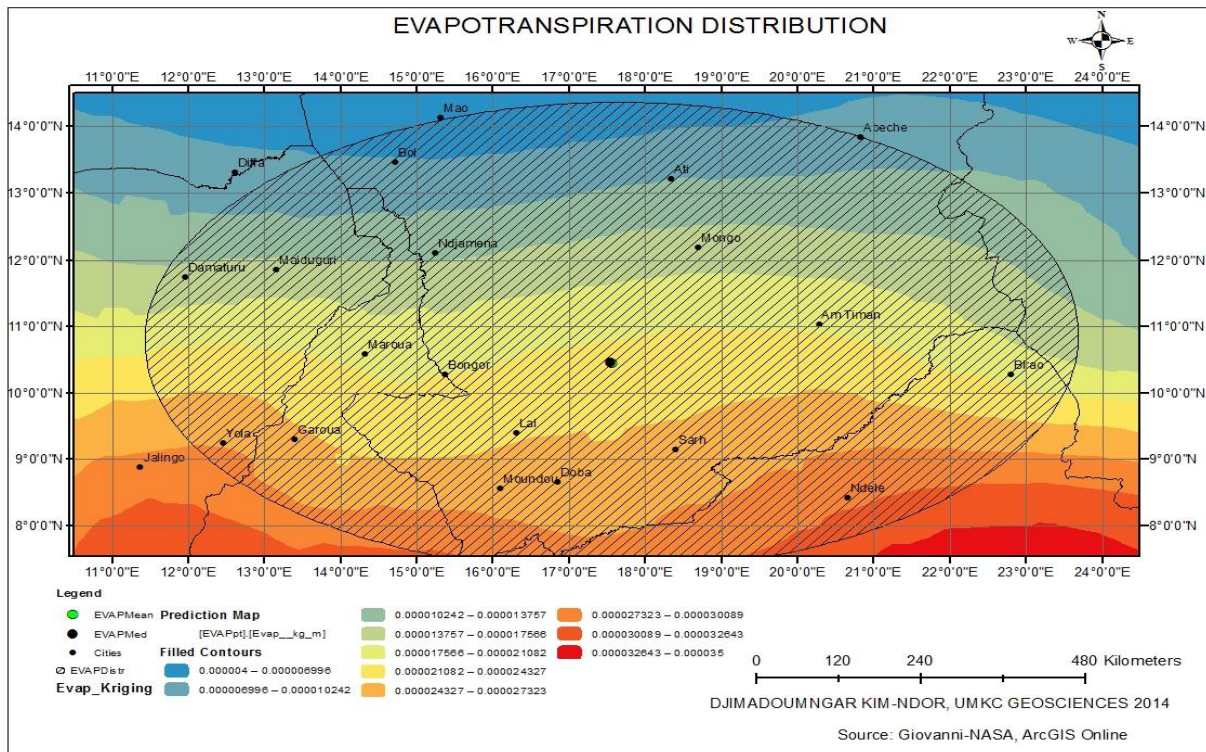 EVAPOTRANSPIRATION DISTRIBUTION
N
W E
S
11°0'0"E 12°0'0"E 13°0'0"E 14°0'0"E 15°0'0"E 16°0'0"E 17°0'0"E 18°0'0"E 19°0'0"E 20°0'0"E 21°0'0"E 22°0'0"E 23°0'0"E 24°0'0"E
Mao
14°0'0"N 14°0'0"N
Abeche
Bol
Diffa
Ati
13°0'0"N 13°0'0"N
Mongo
Ndjamena
12°0'0"N 12°0'0"N
Damaturu Maiduguri
Am Timan
11°0'0"N 11°0'0"N
Maroua
Bongor Birao
10°0'0"N 10°0'0"N
Lai
Yola Garoua
Sarh
9°0'0"N 9°0'0"N
Jalingo
Moundou Doba
Ndele
8°0'0"N 8°0'0"N
11°0'0"E 12°0'0"E 13°0'0"E 14°0'0"E 15°0'0"E 16°0'0"E 17°0'0"E 18°0'0"E 19°0'0"E 20°0'0"E 21°0'0"E 22°0'0"E 23°0'0"E 24°0'0"E
Legend
EVAPMean
EVAPMed
Cities
EVAPDistr
Evap_Kriging
Prediction Map
[EVAPpt].[Evap__kg_m]
Filled Contours
0.000004 – 0.000006996
0.000006996 – 0.000010242
0.000010242 – 0.000013757
0.000013757 – 0.000017566
0.000017566 – 0.000021082
0.000021082 – 0.000024327
0.000024327 – 0.000027323
0.000027323 – 0.000030089
0.000030089 – 0.000032643
0.000032643 – 0.000035
0 120 240 480 Kilometers
DJIMADOUMNGAR KIM-NDOR, UMKC GEOSCIENCES 2014
Source: Giovanni-NASA, ArcGIS Online